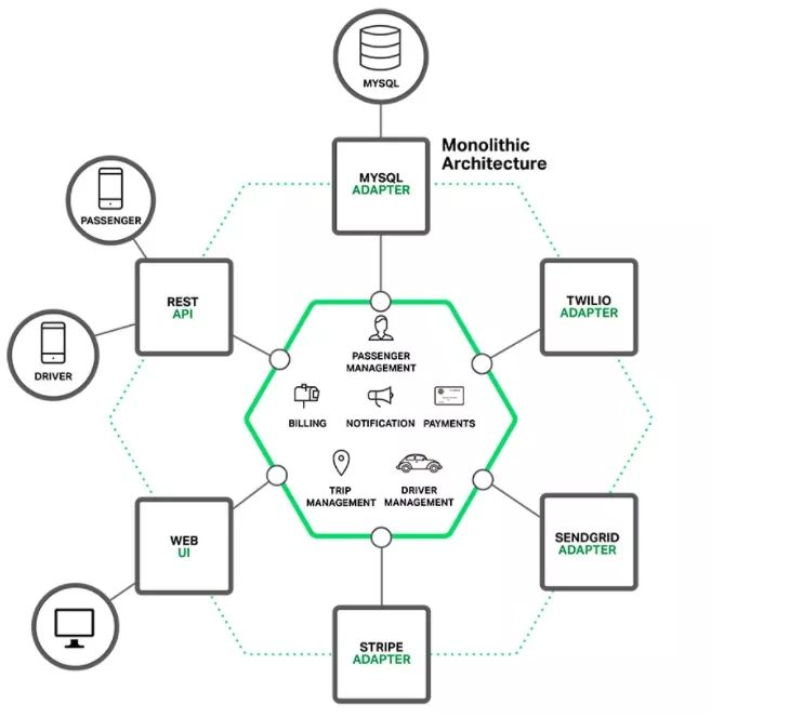 MYSQL
Monolithic
Architecture
MYSQL
ADAPTER
PASSENGER
REST
API
TWILIO
ADAPTER
DRIVER
PASSENGER
MANAGEMENT
BILLING
NOTIFICATION
PAYMENTS
TRIP
MANAGEMENT
DRIVER
MANAGEMENT
WEB
UI
SENDGRID
ADAPTER
STRIPE
ADAPTER